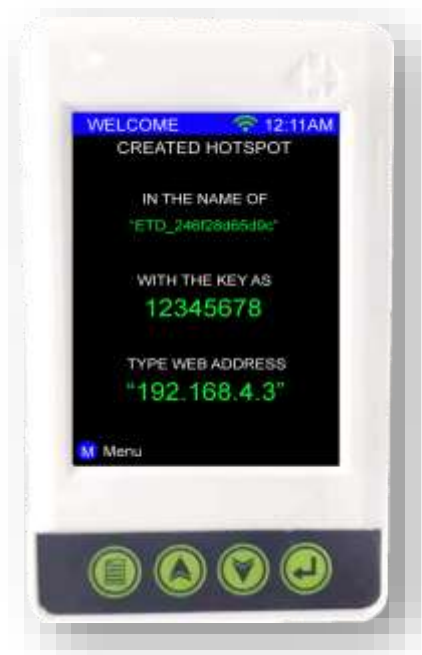 WELCOME 12:11AM
CREATED HOTSPOT
IN THE NAME OF
"ETD_246f28d65d9c"
WITH THE KEY AS
12345678
TYPE WEB ADDRESS
"192.168.4.3"
M Menu